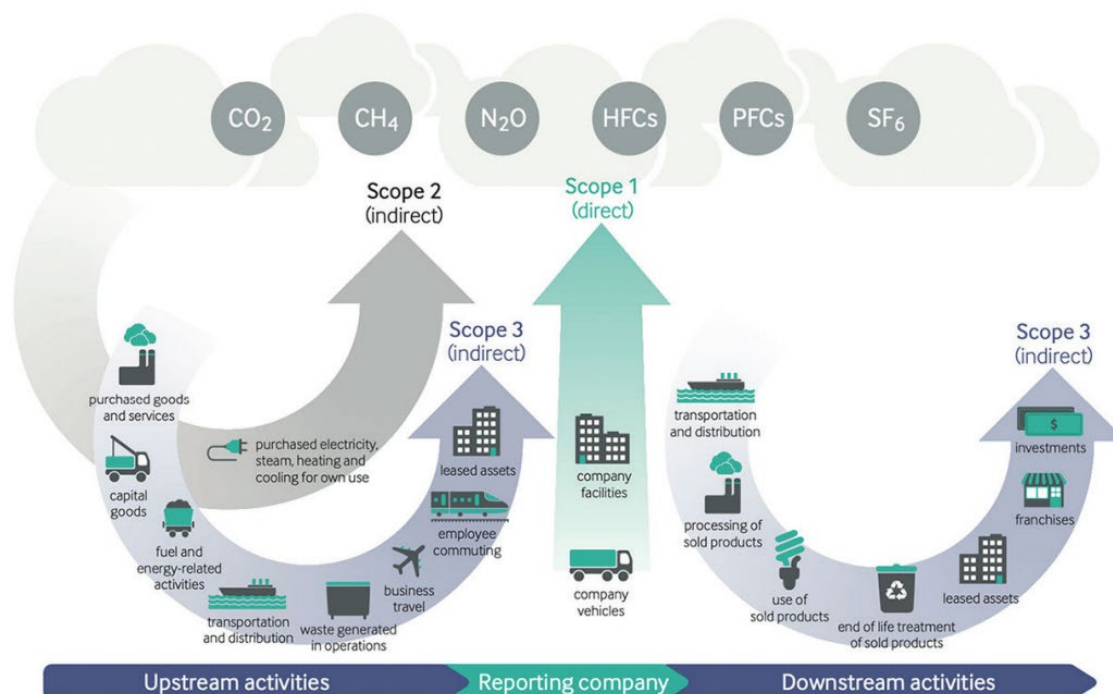 CO₂
CH₄
N₂O
HFCs
PFCs
SF₆
Scope 2
(indirect)
Scope 1
(direct)
Scope 3
(indirect)
Scope 3
(indirect)
purchased goods
and services
capital
goods
fuel and
energy-related
activities
transportation
and distribution
waste generated
in operations
business
travel
employee
commuting
leased assets
purchased electricity,
steam, heating and
cooling for own use
company
facilities
company
vehicles
transportation
and distribution
processing of
sold products
use of
sold products
end of life treatment
of sold products
leased assets
franchises
$
investments
Upstream activities
Reporting company
Downstream activities